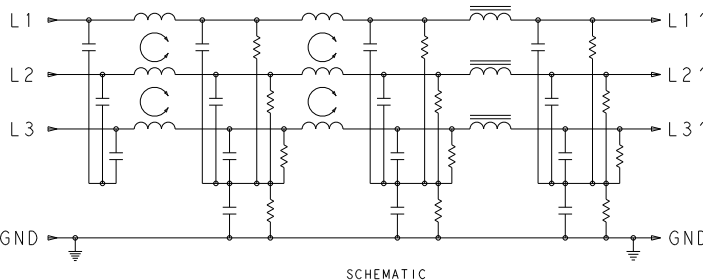 L1 L1'
L2 L2'
L3 L3'
GND GND
SCHEMATIC